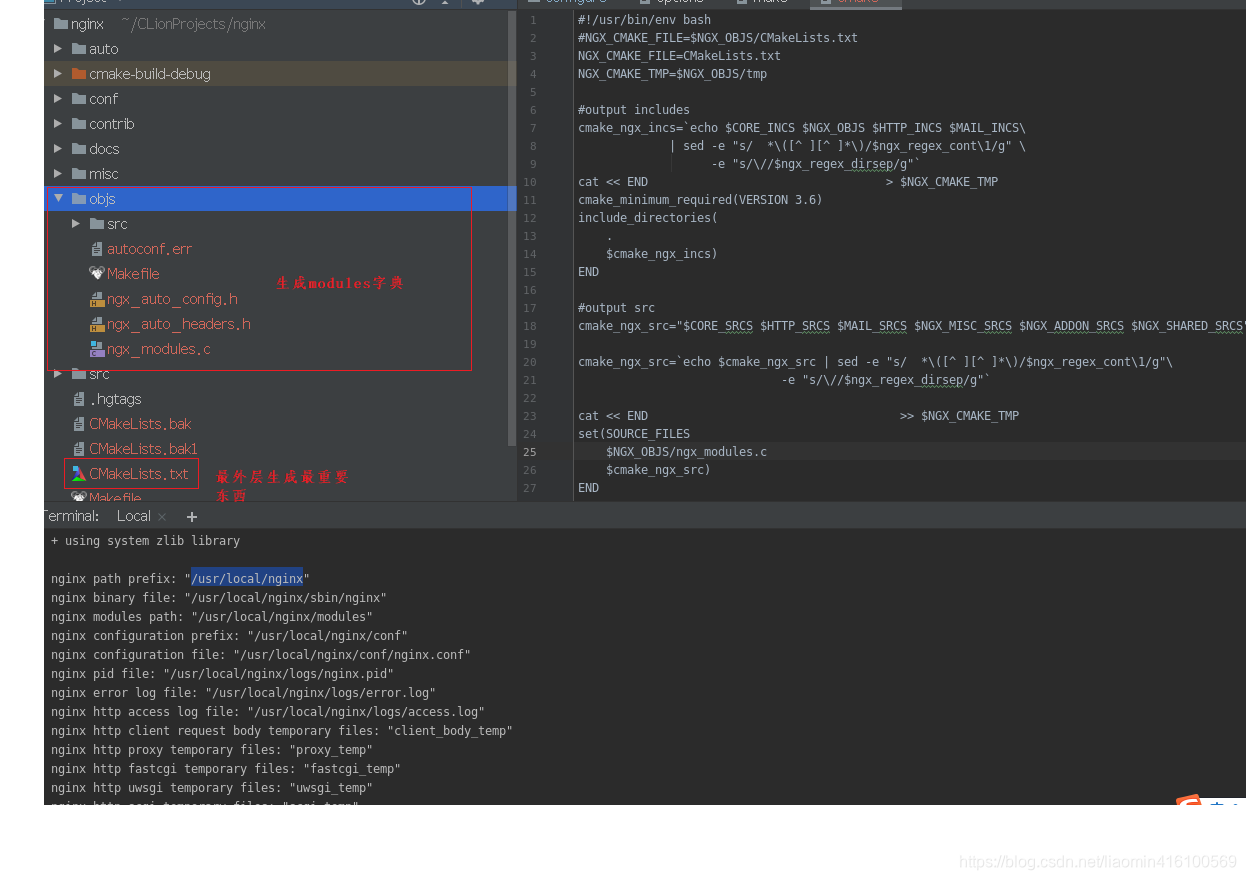 Project
configure options make cmake
nginx ~/CLionProjects/nginx
auto
cmake-build-debug
conf
contrib
docs
misc
objs
src
autoconf.err
Makefile
ngx_auto_config.h
ngx_auto_headers.h
ngx_modules.c
生成modules字典
src
.hgtags
CMakeLists.bak
CMakeLists.bak1
CMakeLists.txt
最外层生成最重要
东西
Makefile
1 #!/usr/bin/env bash
2 #NGX_CMAKE_FILE=$NGX_OBJS/CMakeLists.txt
3 NGX_CMAKE_FILE=CMakeLists.txt
4 NGX_CMAKE_TMP=$NGX_OBJS/tmp
5
6 #output includes
7 cmake_ngx_incs=`echo $CORE_INCS $NGX_OBJS $HTTP_INCS $MAIL_INCS\
8 | sed -e "s/  *\([^ ][^ ]*\)/$ngx_regex_cont\1/g" \
9 -e "s/\//$ngx_regex_dirsep/g"`
10 cat << END > $NGX_CMAKE_TMP
11 cmake_minimum_required(VERSION 3.6)
12 include_directories(
13 .
14 $cmake_ngx_incs)
15 END
16
17 #output src
18 cmake_ngx_src="$CORE_SRCS $HTTP_SRCS $MAIL_SRCS $NGX_MISC_SRCS $NGX_ADDON_SRCS $NGX_SHARED_SRCS"
19
20 cmake_ngx_src=`echo $cmake_ngx_src | sed -e "s/  *\([^ ][^ ]*\)/$ngx_regex_cont\1/g"\
21 -e "s/\//$ngx_regex_dirsep/g"`
22
23 cat << END >> $NGX_CMAKE_TMP
24 set(SOURCE_FILES
25 $NGX_OBJS/ngx_modules.c
26 $cmake_ngx_src)
27 END
Terminal: Local × +
+ using system zlib library
nginx path prefix: "/usr/local/nginx"
nginx binary file: "/usr/local/nginx/sbin/nginx"
nginx modules path: "/usr/local/nginx/modules"
nginx configuration prefix: "/usr/local/nginx/conf"
nginx configuration file: "/usr/local/nginx/conf/nginx.conf"
nginx pid file: "/usr/local/nginx/logs/nginx.pid"
nginx error log file: "/usr/local/nginx/logs/error.log"
nginx http access log file: "/usr/local/nginx/logs/access.log"
nginx http client request body temporary files: "client_body_temp"
nginx http proxy temporary files: "proxy_temp"
nginx http fastcgi temporary files: "fastcgi_temp"
nginx http uwsgi temporary files: "uwsgi_temp"
nginx http scgi temporary files: "scgi_temp"
https://blog.csdn.net/liaomin416100569